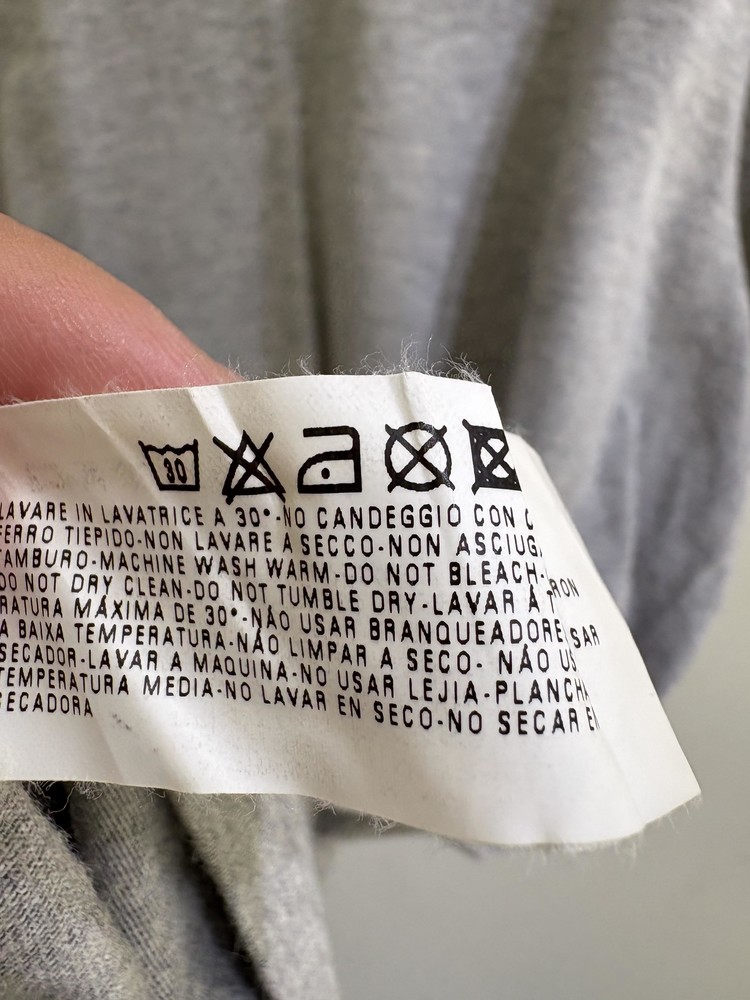 30
LAVARE IN LAVATRICE A 30°-NO CANDEGGIO CON
FERRO TIEPIDO-NON LAVARE A SECCO-NON ASCIUG
TAMBURO-MACHINE WASH WARM-DO NOT BLEACH-
DO NOT DRY CLEAN-DO NOT TUMBLE DRY-LAVAR Á
RATURA MÁXIMA DE 30°-NÃO USAR BRANQUEADORE
A BAIXA TEMPERATURA-NÃO LIMPAR A SECO- NÃO
SECADOR-LAVAR A MAQUINA-NO USAR LEJIA-PLANCHA
TEMPERATURA MEDIA-NO LAVAR EN SECO-NO SECAR EN
SECADORA